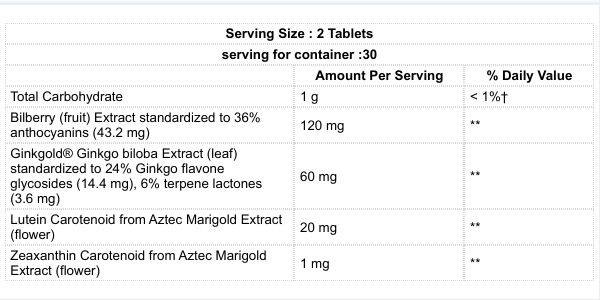 Serving Size : 2 Tablets
serving for container :30
Amount Per Serving % Daily Value
Total Carbohydrate 1 g < 1%†
Bilberry (fruit) Extract standardized to 36%
anthocyanins (43.2 mg) 120 mg **
Ginkgold® Ginkgo biloba Extract (leaf)
standardized to 24% Ginkgo flavone
glycosides (14.4 mg), 6% terpene lactones
(3.6 mg) 60 mg **
Lutein Carotenoid from Aztec Marigold Extract
(flower) 20 mg **
Zeaxanthin Carotenoid from Aztec Marigold
Extract (flower) 1 mg **